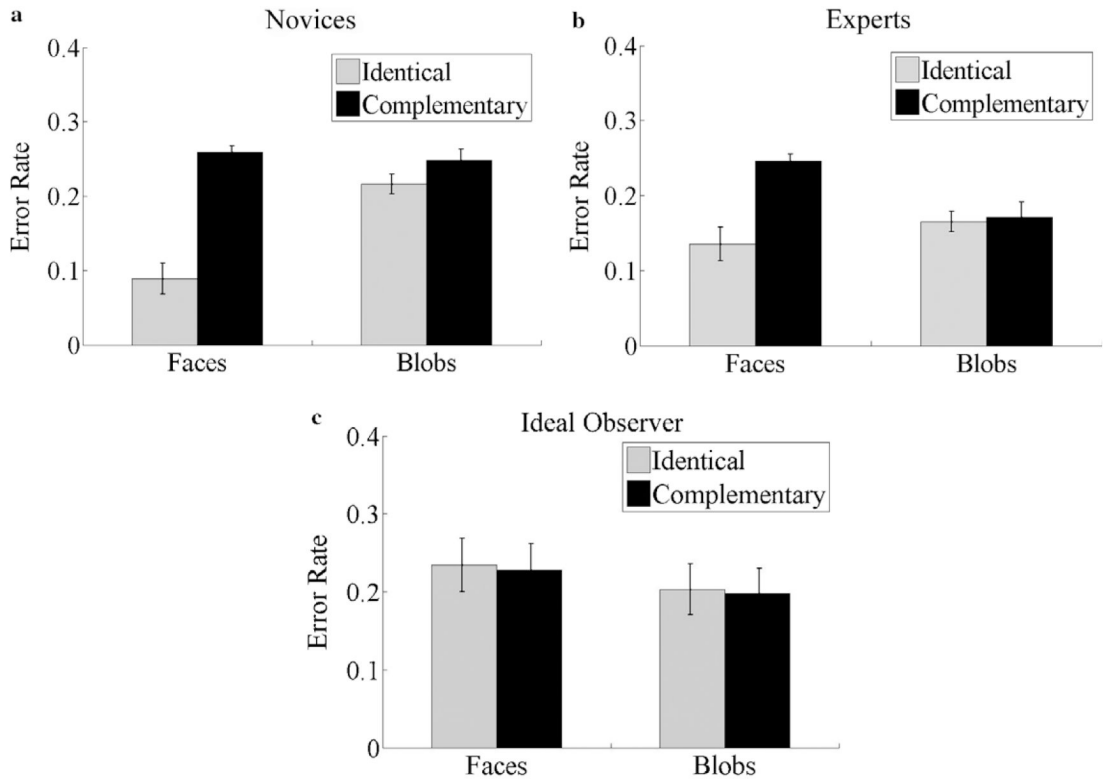 a
Novices
0.4
0.3
0.2
0.1
0
Error Rate
Identical
Complementary
Faces
Blobs
b
Experts
0.4
0.3
0.2
0.1
0
Error Rate
Identical
Complementary
Faces
Blobs
c
Ideal Observer
0.4
0.3
0.2
0.1
0
Error Rate
Identical
Complementary
Faces
Blobs